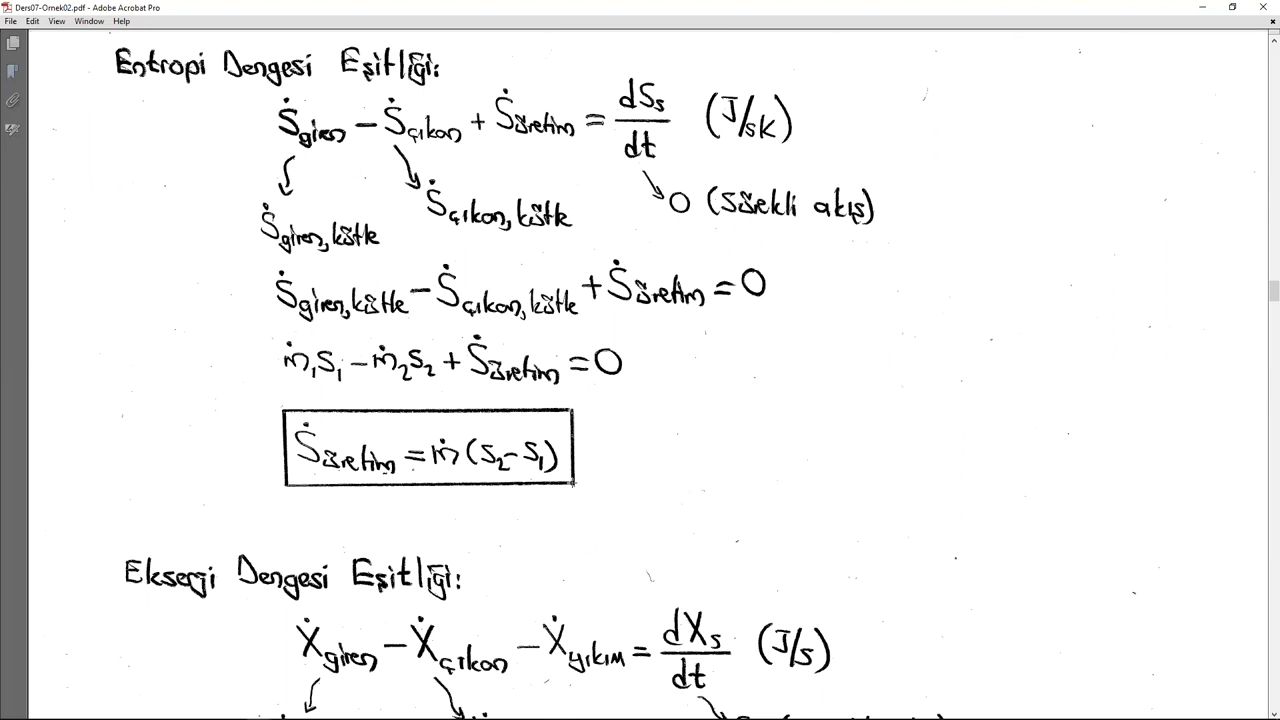 Ders07-Ornek02.pdf - Adobe Acrobat Pro
File Edit View Window Help
Entropi Dengesi Eşitliği:
Ṡgiren − Ṡçıkan + Ṡüretim = dSs/dt (J/sK)
Ṡgiren,kütle Ṡçıkan,kütle 0 (sürekli akış)
Ṡgiren,kütle − Ṡçıkan,kütle + Ṡüretim = 0
ṁ₁s₁ − ṁ₂s₂ + Ṡüretim = 0
Ṡüretim = ṁ(s₂ − s₁)
Eksergi Dengesi Eşitliği:
Ẋgiren − Ẋçıkan − Ẋyıkım = dXs/dt (J/s)